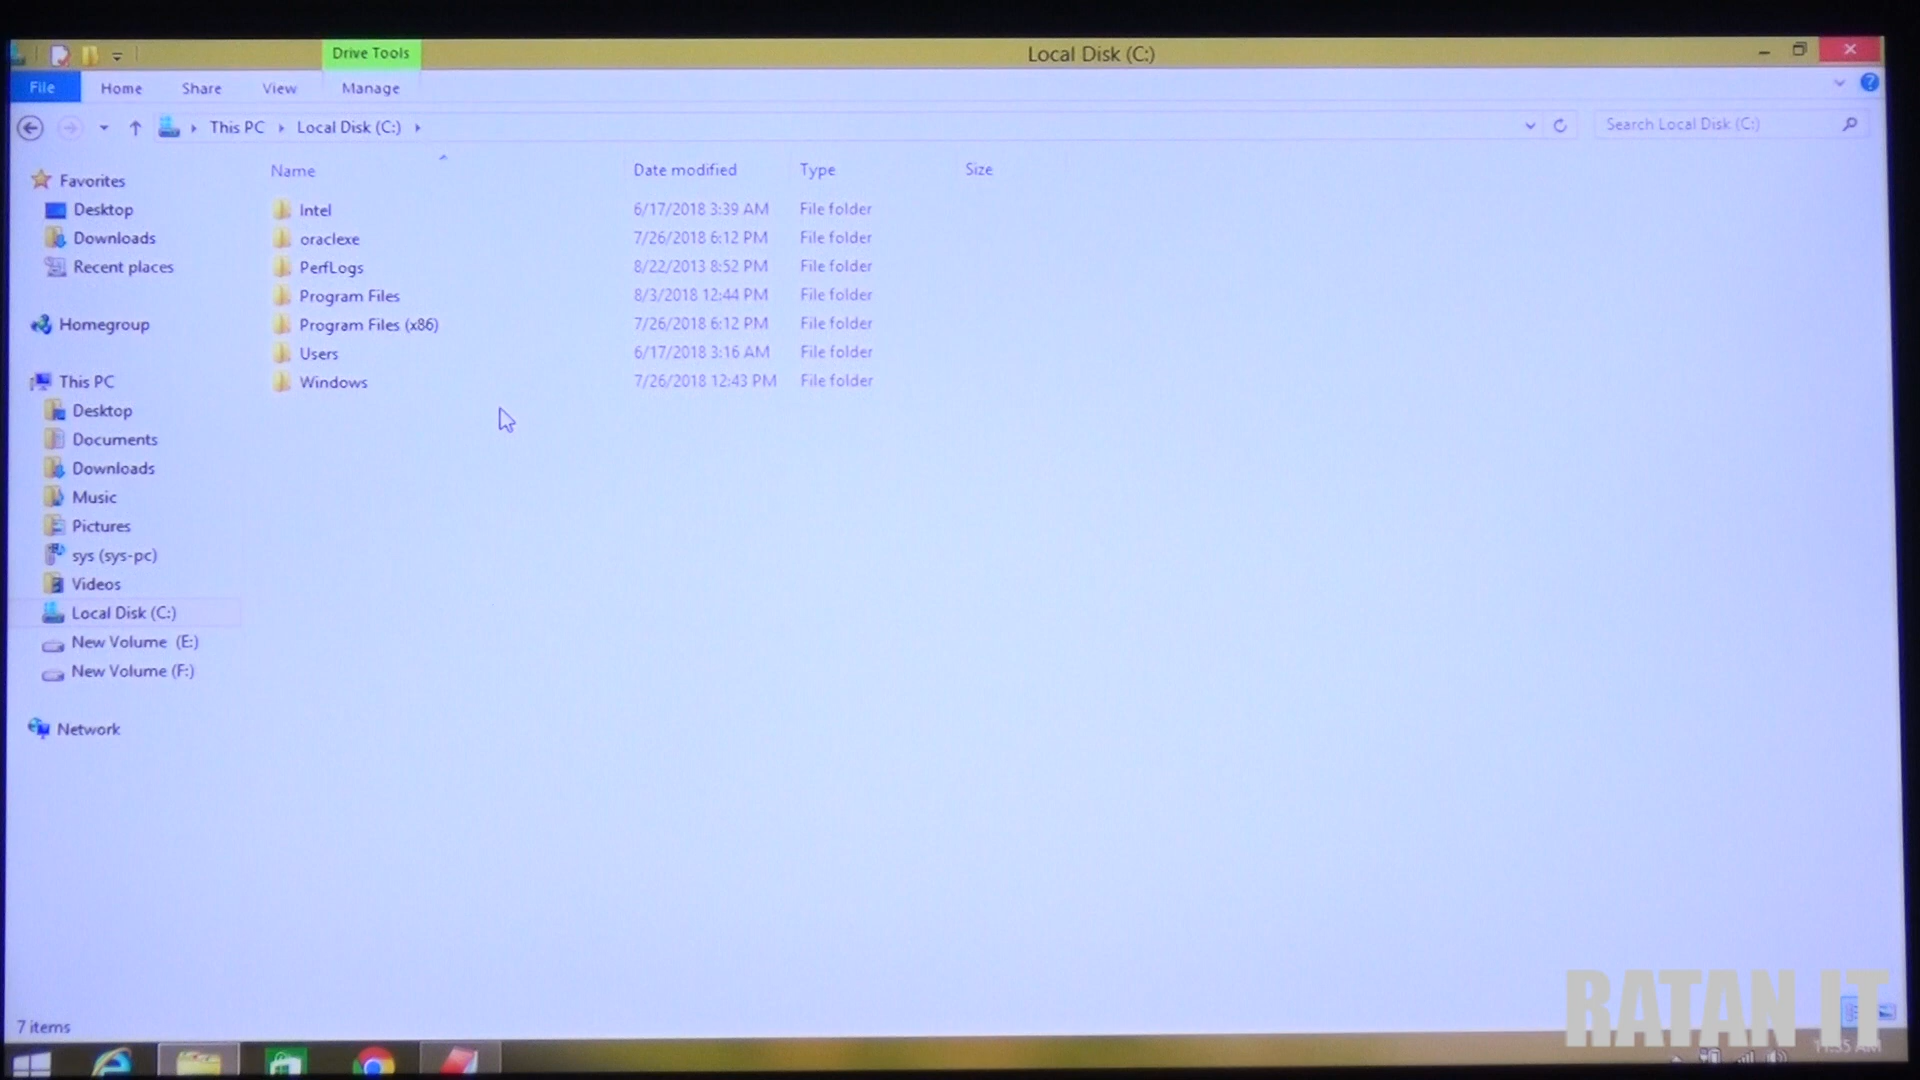 Drive Tools
Local Disk (C:)
File Home Share View Manage
This PC Local Disk (C:)
Search Local Disk (C:)
Name Date modified Type Size
Favorites
Desktop
Downloads
Recent places
Homegroup
This PC
Desktop
Documents
Downloads
Music
Pictures
sys (sys-pc)
Videos
Local Disk (C:)
New Volume (E:)
New Volume (F:)
Network
Intel 6/17/2018 3:39 AM File folder
oraclexe 7/26/2018 6:12 PM File folder
PerfLogs 8/22/2013 8:52 PM File folder
Program Files 8/3/2018 12:44 PM File folder
Program Files (x86) 7/26/2018 6:12 PM File folder
Users 6/17/2018 3:16 AM File folder
Windows 7/26/2018 12:43 PM File folder
7 items
RATAN IT
11:35 AM